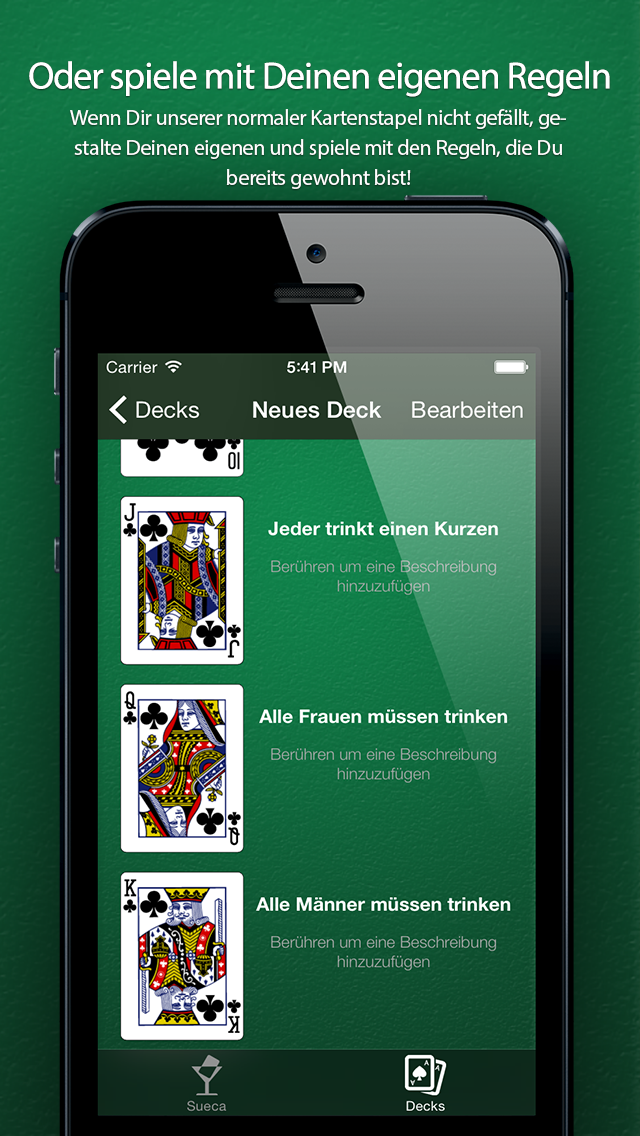 Oder spiele mit Deinen eigenen Regeln
Wenn Dir unserer normaler Kartenstapel nicht gefällt, ge-
stalte Deinen eigenen und spiele mit den Regeln, die Du
bereits gewohnt bist!
Carrier 5:41 PM
Decks Neues Deck Bearbeiten
10
J
Jeder trinkt einen Kurzen
Berühren um eine Beschreibung
hinzuzufügen
J
Q
Alle Frauen müssen trinken
Berühren um eine Beschreibung
hinzuzufügen
Q
K
Alle Männer müssen trinken
Berühren um eine Beschreibung
hinzuzufügen
K
A A
A
Sueca Decks